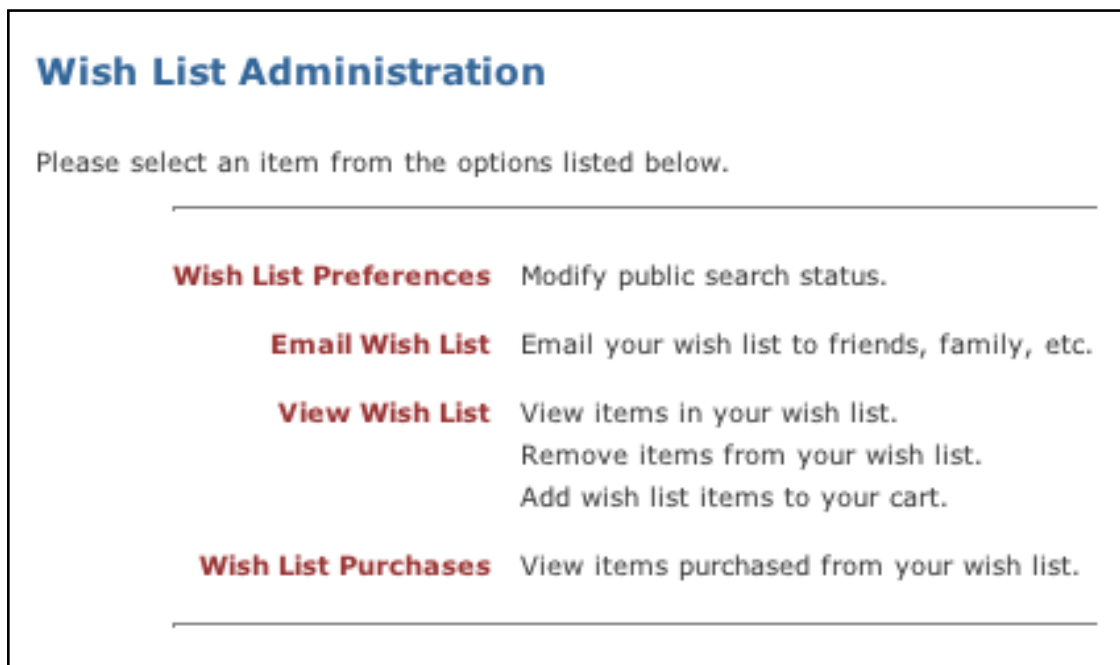 Wish List Administration
Please select an item from the options listed below.
Wish List Preferences Modify public search status.
Email Wish List Email your wish list to friends, family, etc.
View Wish List View items in your wish list.
Remove items from your wish list.
Add wish list items to your cart.
Wish List Purchases View items purchased from your wish list.